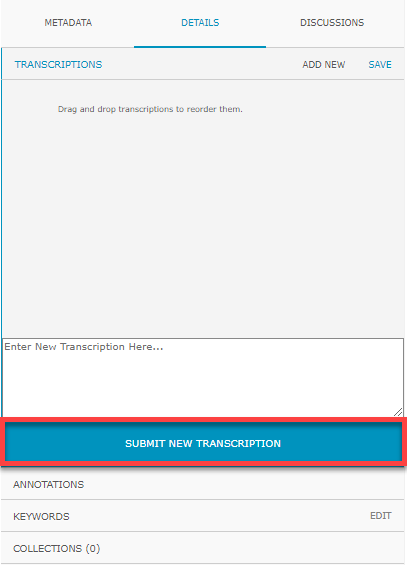 METADATA DETAILS DISCUSSIONS
TRANSCRIPTIONS ADD NEW SAVE
Drag and drop transcriptions to reorder them.
Enter New Transcription Here...
SUBMIT NEW TRANSCRIPTION
ANNOTATIONS
KEYWORDS EDIT
COLLECTIONS (0)